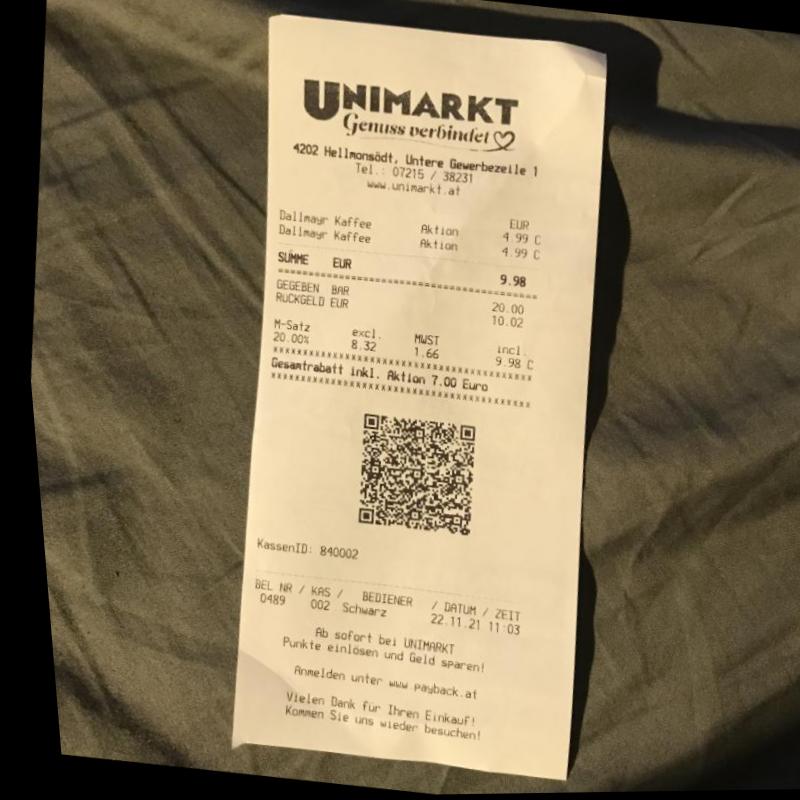 UNIMARKT
Genuss verbindet
4202 Hellmonsödt, Untere Gewerbezeile 1
Tel.: 07215 / 38231
www.unimarkt.at
EUR
Dallmayr Kaffee Aktion 4.99 C
Dallmayr Kaffee Aktion 4.99 C
SUMME EUR 9.98
GEGEBEN BAR 20.00
RÜCKGELD EUR 10.02
M-Satz excl. MWST incl.
20.00% 8.32 1.66 9.98 C
Gesamtrabatt inkl. Aktion 7.00 Euro
KassenID: 840002
BEL NR / KAS / BEDIENER / DATUM / ZEIT
0489 002 Schwarz 22.11.21 11:03
Ab sofort bei UNIMARKT
Punkte einlösen und Geld sparen!
Anmelden unter www.payback.at
Vielen Dank für Ihren Einkauf!
Kommen Sie uns wieder besuchen!